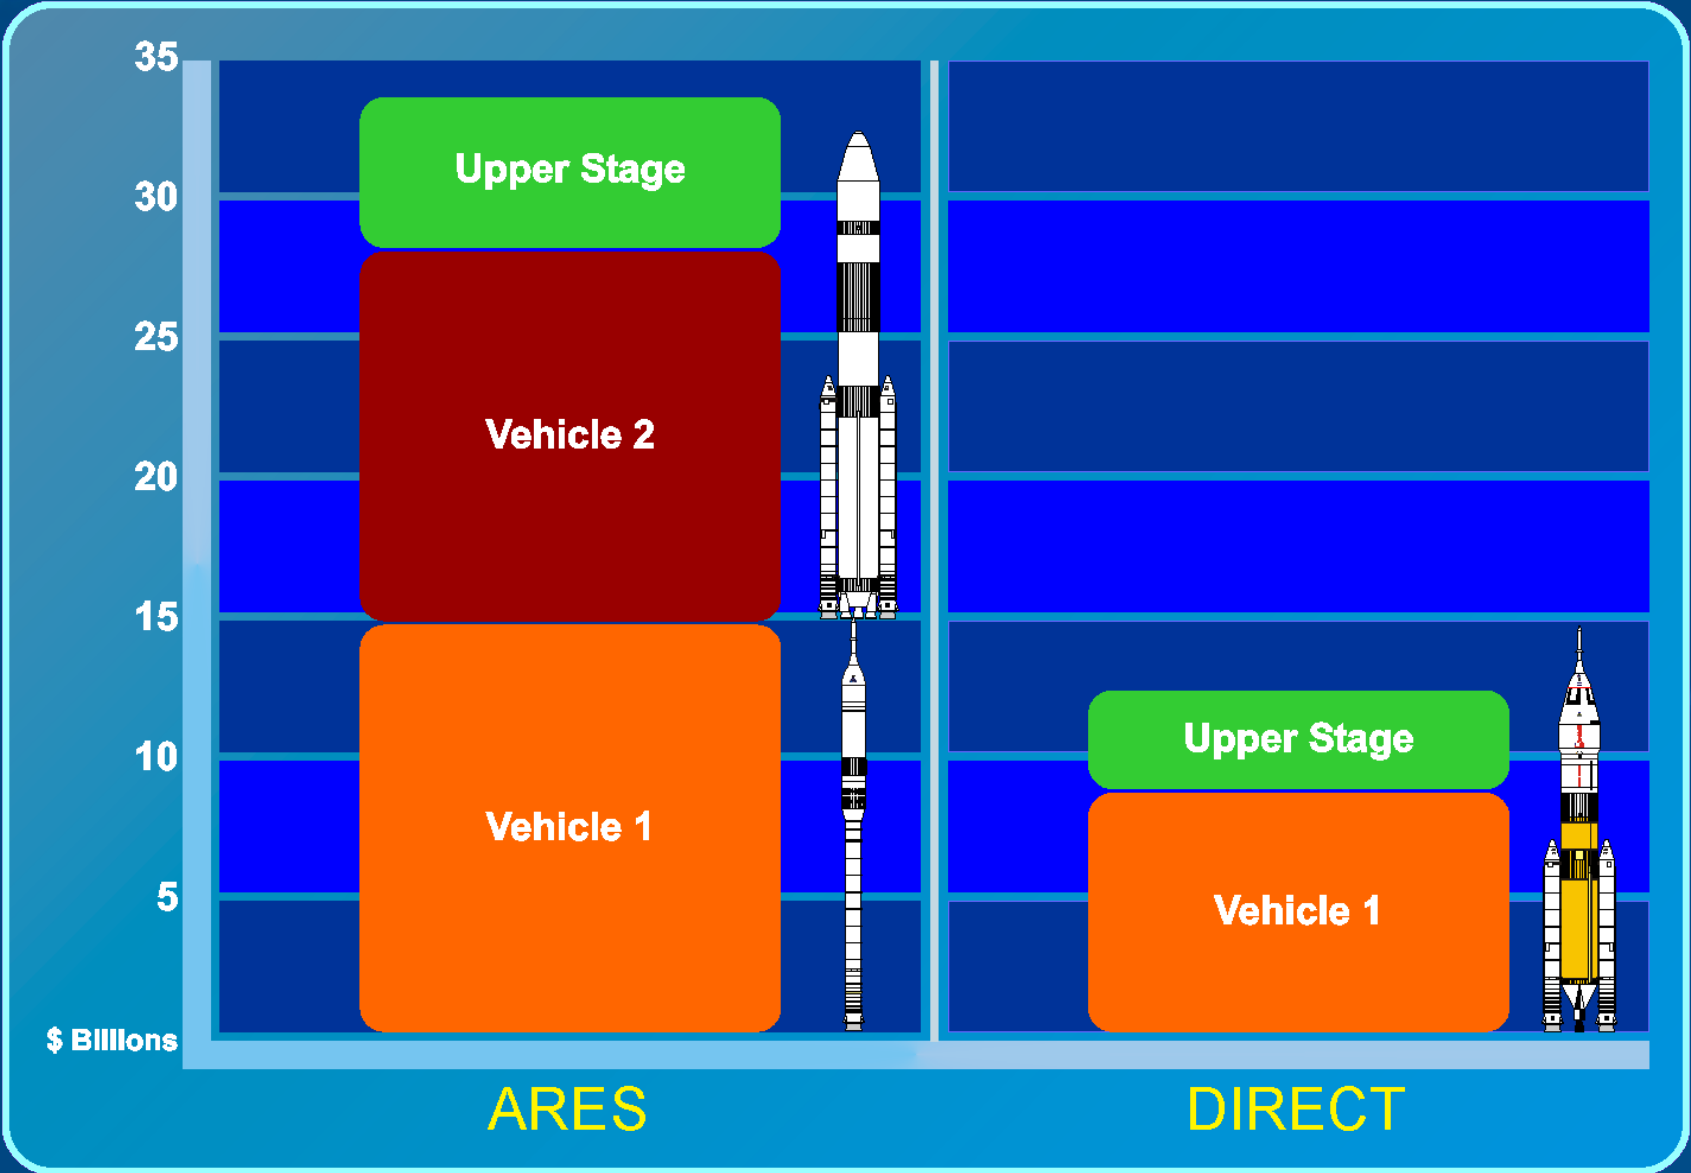 35
30
25
20
15
10
5
$ Billions
Upper Stage
Vehicle 2
Vehicle 1
Upper Stage
Vehicle 1
ARES
DIRECT